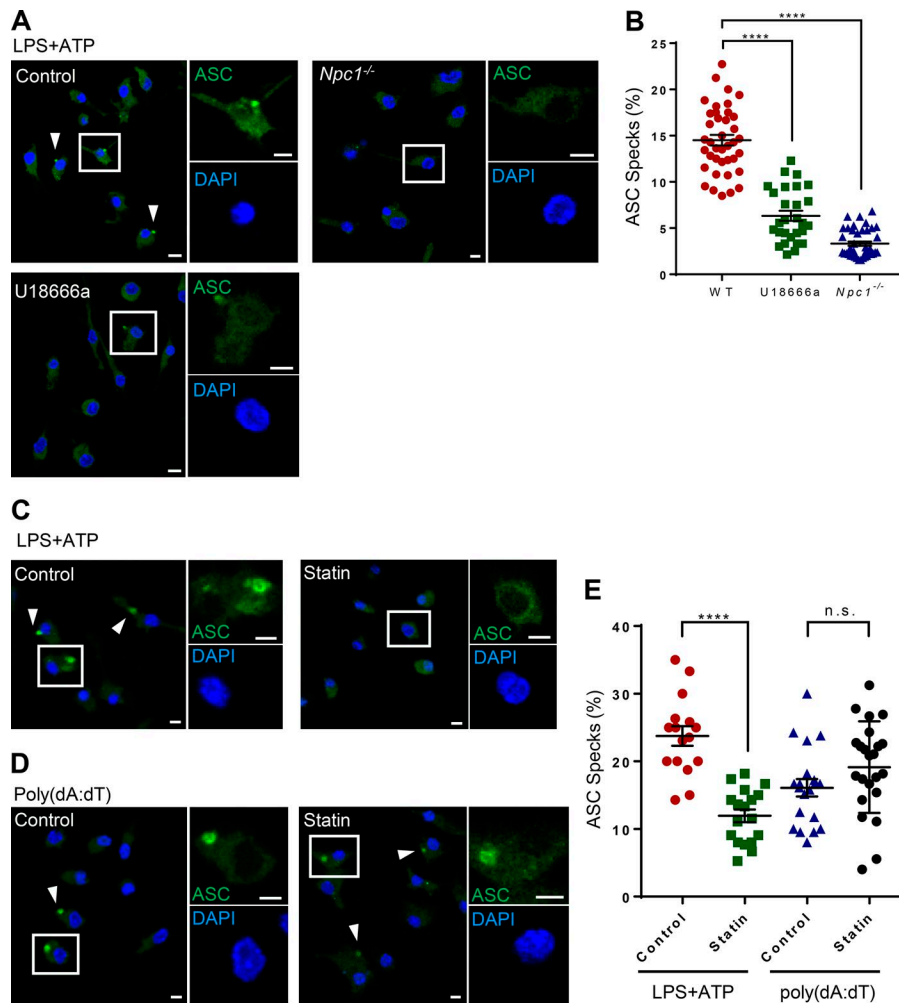 A
LPS+ATP
Control
ASC
DAPI
Npc1-/-
ASC
DAPI
U18666a
ASC
DAPI
B
****
****
ASC Specks (%)
25
20
15
10
5
0
WT
U18666a
Npc1-/-
C
LPS+ATP
Control
ASC
DAPI
Statin
ASC
DAPI
D
Poly(dA:dT)
Control
ASC
DAPI
Statin
ASC
DAPI
E
****
n.s.
ASC Specks (%)
40
30
20
10
0
Control
Statin
Control
Statin
LPS+ATP
poly(dA:dT)